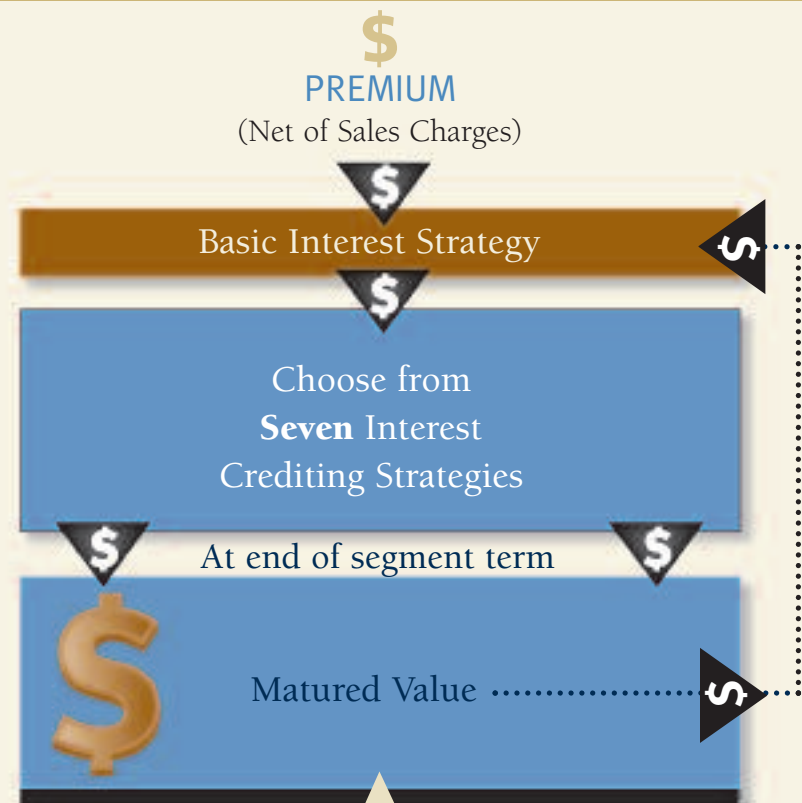 $
PREMIUM
(Net of Sales Charges)
$
Basic Interest Strategy
$
$
Choose from
Seven Interest
Crediting Strategies
$
At end of segment term
$
$
Matured Value
$